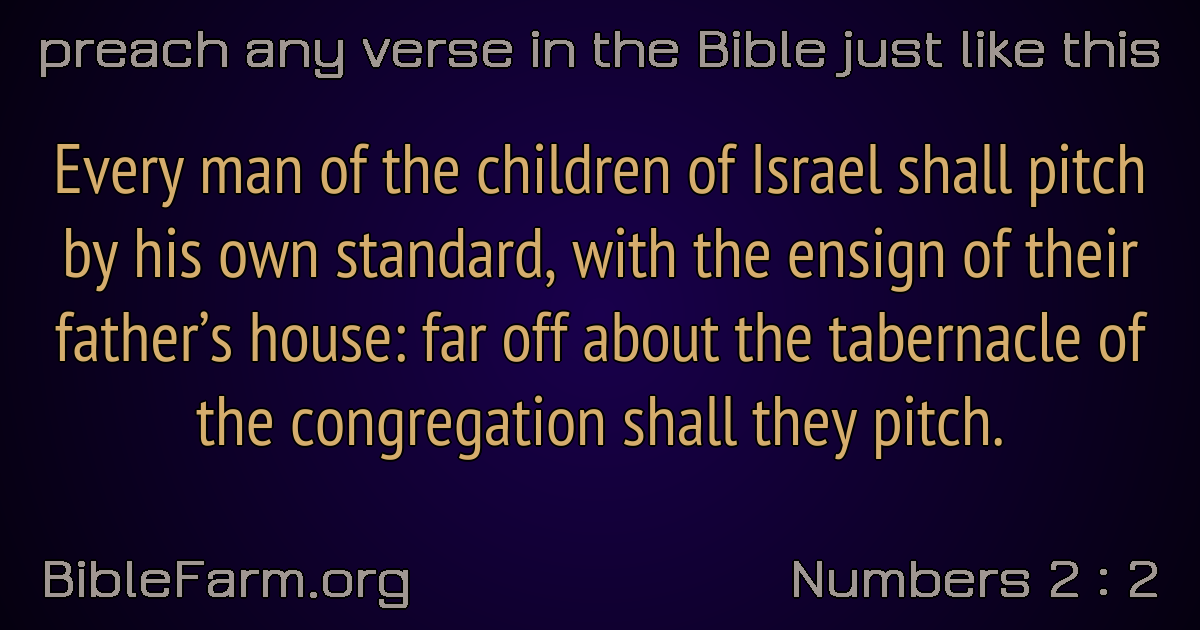 preach any verse in the Bible just like this
Every man of the children of Israel shall pitch
by his own standard, with the ensign of their
father’s house: far off about the tabernacle of
the congregation shall they pitch.
BibleFarm.org
Numbers 2 : 2